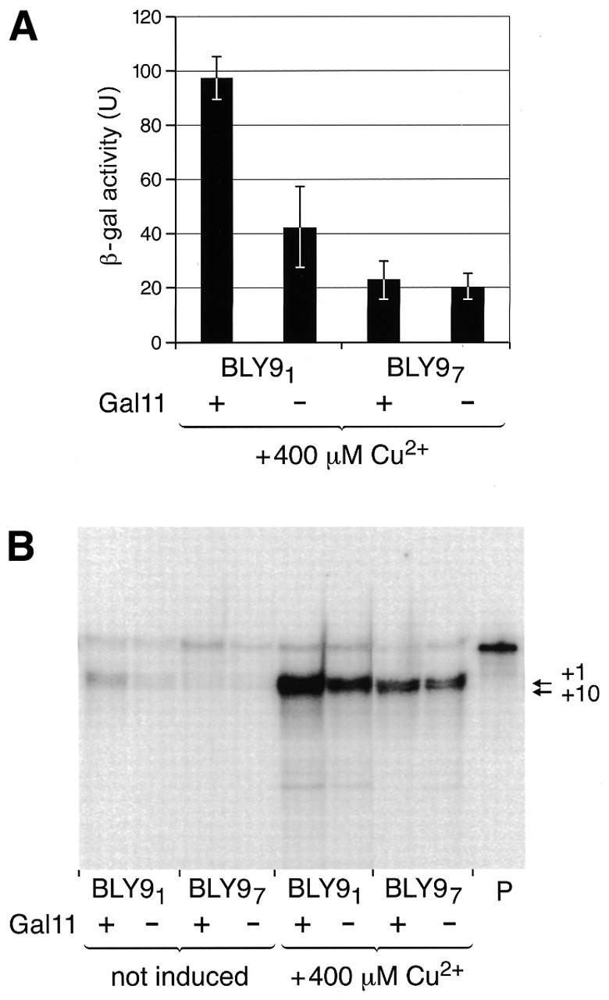 A
120
100
80
60
40
20
0
β-gal activity (U)
BLY9₁ BLY9₇
Gal11 + − + −
+400 µM Cu²⁺
B
+1
+10
BLY9₁ BLY9₇ BLY9₁ BLY9₇ P
Gal11 + − + − + − + −
not induced +400 µM Cu²⁺